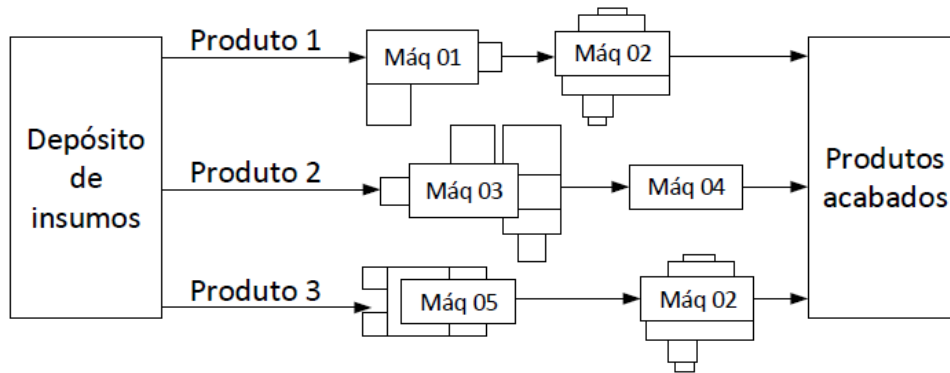 Produto 1
Máq 01
Máq 02
Depósito
de
insumos
Produto 2
Máq 03
Máq 04
Produtos
acabados
Produto 3
Máq 05
Máq 02